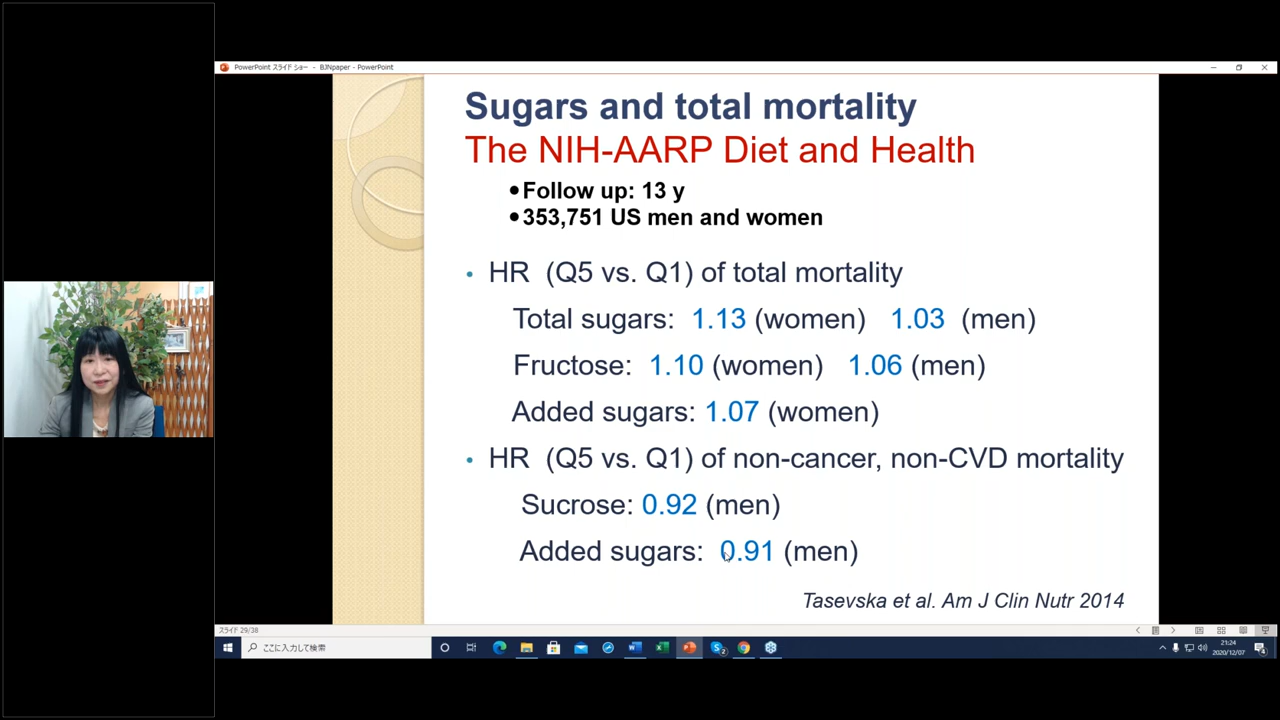 PowerPoint スライド ショー - BJNpaper - PowerPoint
Sugars and total mortality
The NIH-AARP Diet and Health
•Follow up: 13 y
•353,751 US men and women
• HR (Q5 vs. Q1) of total mortality
Total sugars: 1.13 (women) 1.03 (men)
Fructose: 1.10 (women) 1.06 (men)
Added sugars: 1.07 (women)
• HR (Q5 vs. Q1) of non-cancer, non-CVD mortality
Sucrose: 0.92 (men)
Added sugars: 0.91 (men)
Tasevska et al. Am J Clin Nutr 2014
スライド 29/38
ここに入力して検索
21:24
2020/12/07